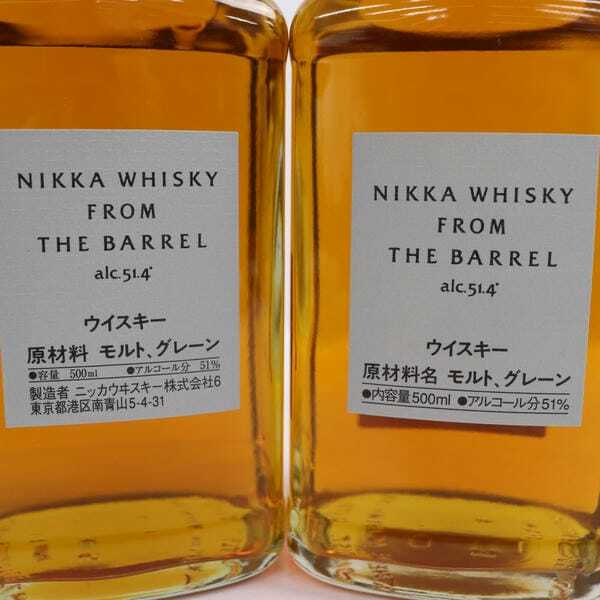 NIKKA WHISKY
FROM
THE BARREL
alc.51.4°
ウイスキー
原材料 モルト、グレーン
●容量 500ml ●アルコール分 51%
製造者 ニッカウヰスキー株式会社6
東京都港区南青山5-4-31
NIKKA WHISKY
FROM
THE BARREL
alc.51.4°
ウイスキー
原材料名 モルト、グレーン
●内容量500ml ●アルコール分51%